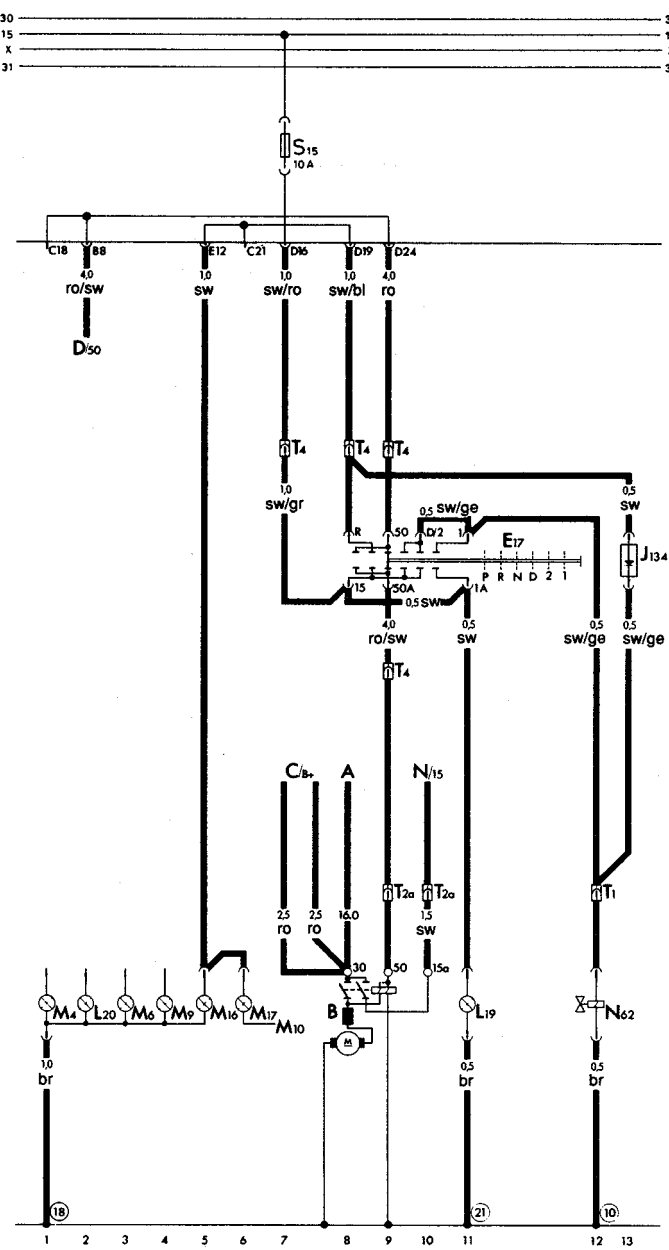 30 3
15 1
X
31 3
S15
10 A
C18 B8 E12 C21 D16 D19 D24
4,0 1,0 1,0 1,0 4,0
ro/sw sw sw/ro sw/bl ro
D/50
T4 T4 T4
1,0
sw/gr
0,5 sw/ge
0,5
sw
R 50 D/2 1
E17
J134
P R N D 2 1
15 50A 1A
0,5 SW
4,0 0,5 0,5 0,5
ro/sw sw sw/ge sw/ge
T4
C/B+ A N/15
T2a T2a T1
2,5 2,5 16.0 1,5
ro ro sw
30 50 15a
M4 L20 M6 M9 M16 M17 B L19 N62
M10
M
1,0 0,5 0,5
br br br
18 21 10
1 2 3 4 5 6 7 8 9 10 11 12 13